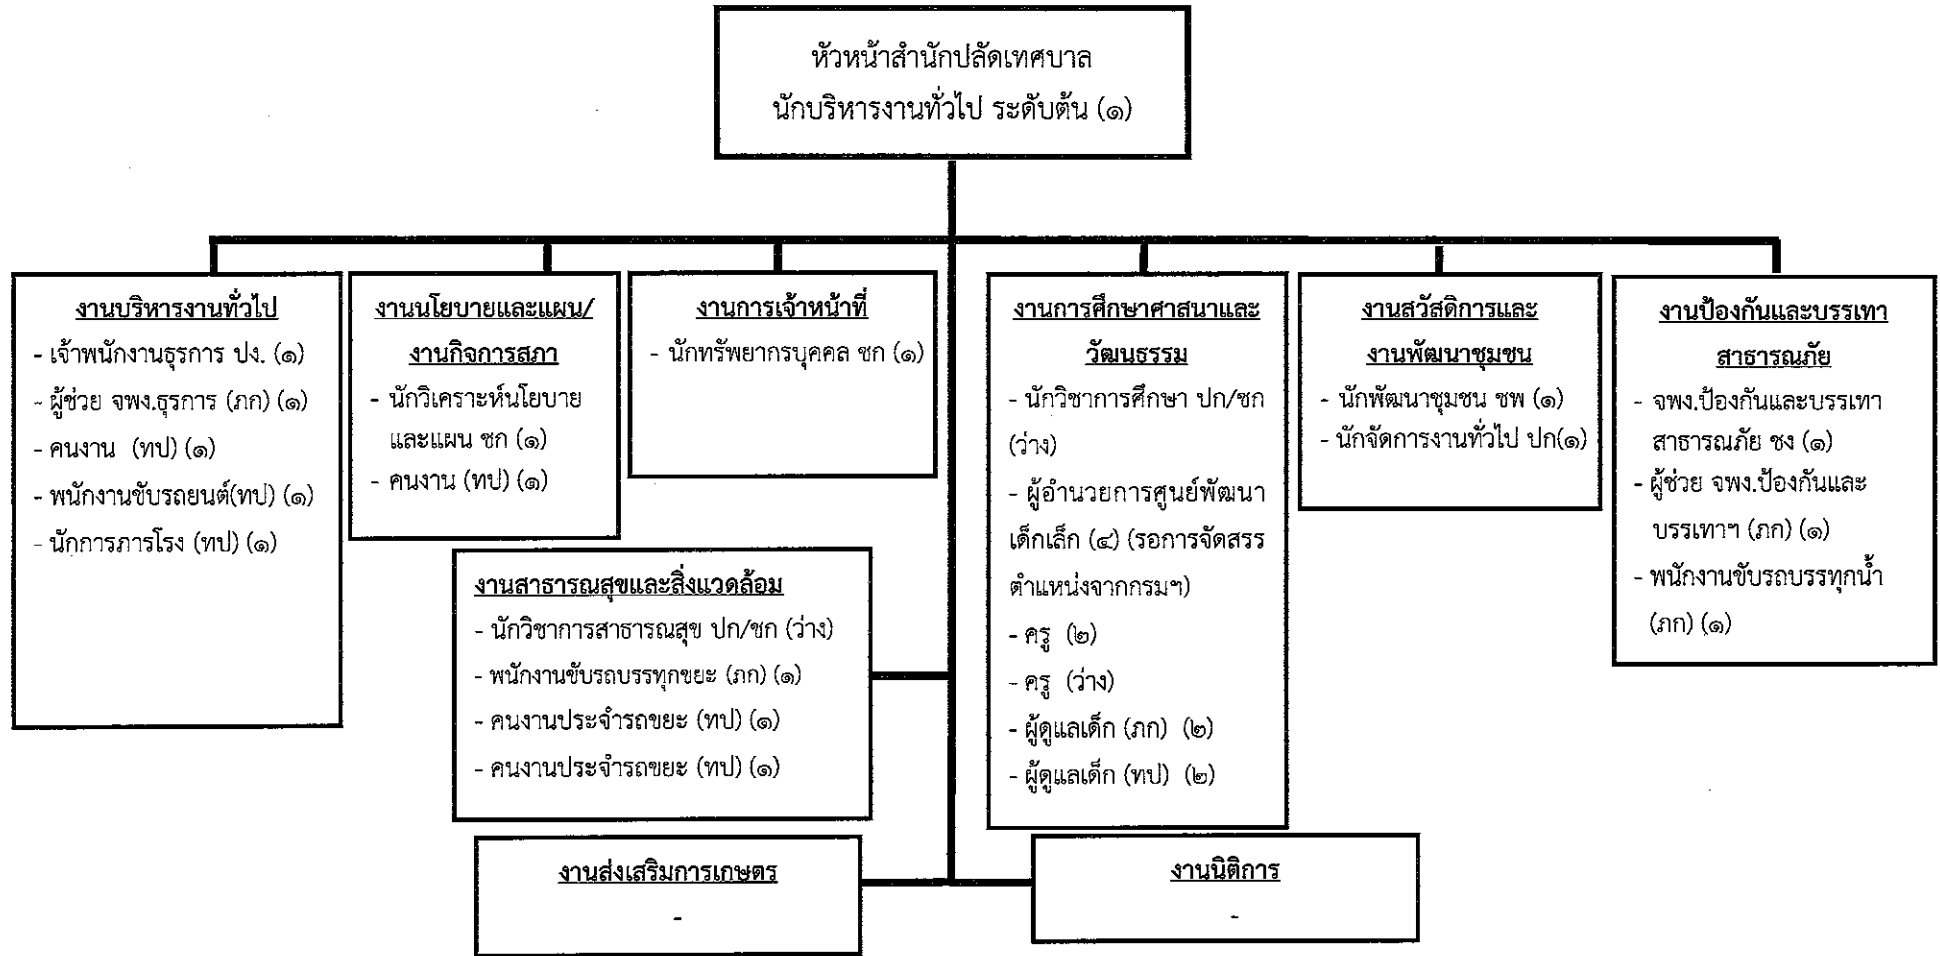 หัวหน้าสำนักปลัดเทศบาล
นักบริหารงานทั่วไป ระดับต้น (๑)
งานบริหารงานทั่วไป
- เจ้าพนักงานธุรการ ปง. (๑)
- ผู้ช่วย จพง.ธุรการ (ภก) (๑)
- คนงาน (ทป) (๑)
- พนักงานขับรถยนต์(ทป) (๑)
- นักการภารโรง (ทป) (๑)
งานนโยบายและแผน/
งานกิจการสภา
- นักวิเคราะห์นโยบาย
และแผน ชก (๑)
- คนงาน (ทป) (๑)
งานการเจ้าหน้าที่
- นักทรัพยากรบุคคล ชก (๑)
งานการศึกษาศาสนาและ
วัฒนธรรม
- นักวิชาการศึกษา ปก/ชก
(ว่าง)
- ผู้อำนวยการศูนย์พัฒนา
เด็กเล็ก (๔) (รอการจัดสรร
ตำแหน่งจากกรมฯ)
- ครู (๒)
- ครู (ว่าง)
- ผู้ดูแลเด็ก (ภก) (๒)
- ผู้ดูแลเด็ก (ทป) (๒)
งานสวัสดิการและ
งานพัฒนาชุมชน
- นักพัฒนาชุมชน ชพ (๑)
- นักจัดการงานทั่วไป ปก(๑)
งานป้องกันและบรรเทา
สาธารณภัย
- จพง.ป้องกันและบรรเทา
สาธารณภัย ชง (๑)
- ผู้ช่วย จพง.ป้องกันและ
บรรเทาฯ (ภก) (๑)
- พนักงานขับรถบรรทุกน้ำ
(ภก) (๑)
งานสาธารณสุขและสิ่งแวดล้อม
- นักวิชาการสาธารณสุข ปก/ชก (ว่าง)
- พนักงานขับรถบรรทุกขยะ (ภก) (๑)
- คนงานประจำรถขยะ (ทป) (๑)
- คนงานประจำรถขยะ (ทป) (๑)
งานส่งเสริมการเกษตร
-
งานนิติการ
-